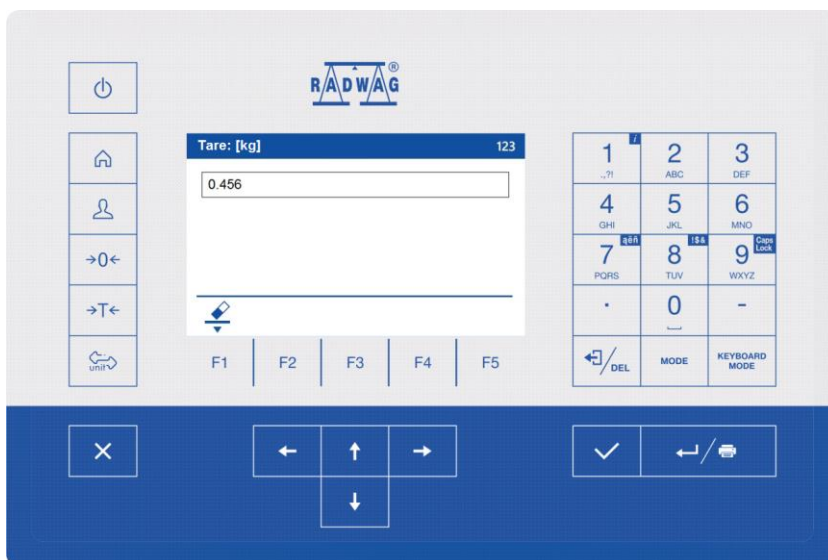 RADWAG®
Tare: [kg] 123
0.456
F1 F2 F3 F4 F5
→0←
→T←
unit
1 i .,?!
2 ABC
3 DEF
4 GHI
5 JKL
6 MNO
7 ąêñ PQRS
8 !$& TUV
9 Caps Lock WXYZ
.
0
-
/DEL
MODE
KEYBOARD MODE